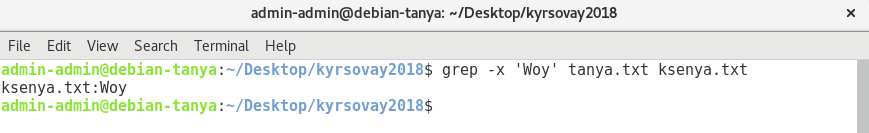 admin-admin@debian-tanya: ~/Desktop/kyrsovay2018
File Edit View Search Terminal Help
admin-admin@debian-tanya:~/Desktop/kyrsovay2018$ grep -x 'Woy' tanya.txt ksenya.txt
ksenya.txt:Woy
admin-admin@debian-tanya:~/Desktop/kyrsovay2018$